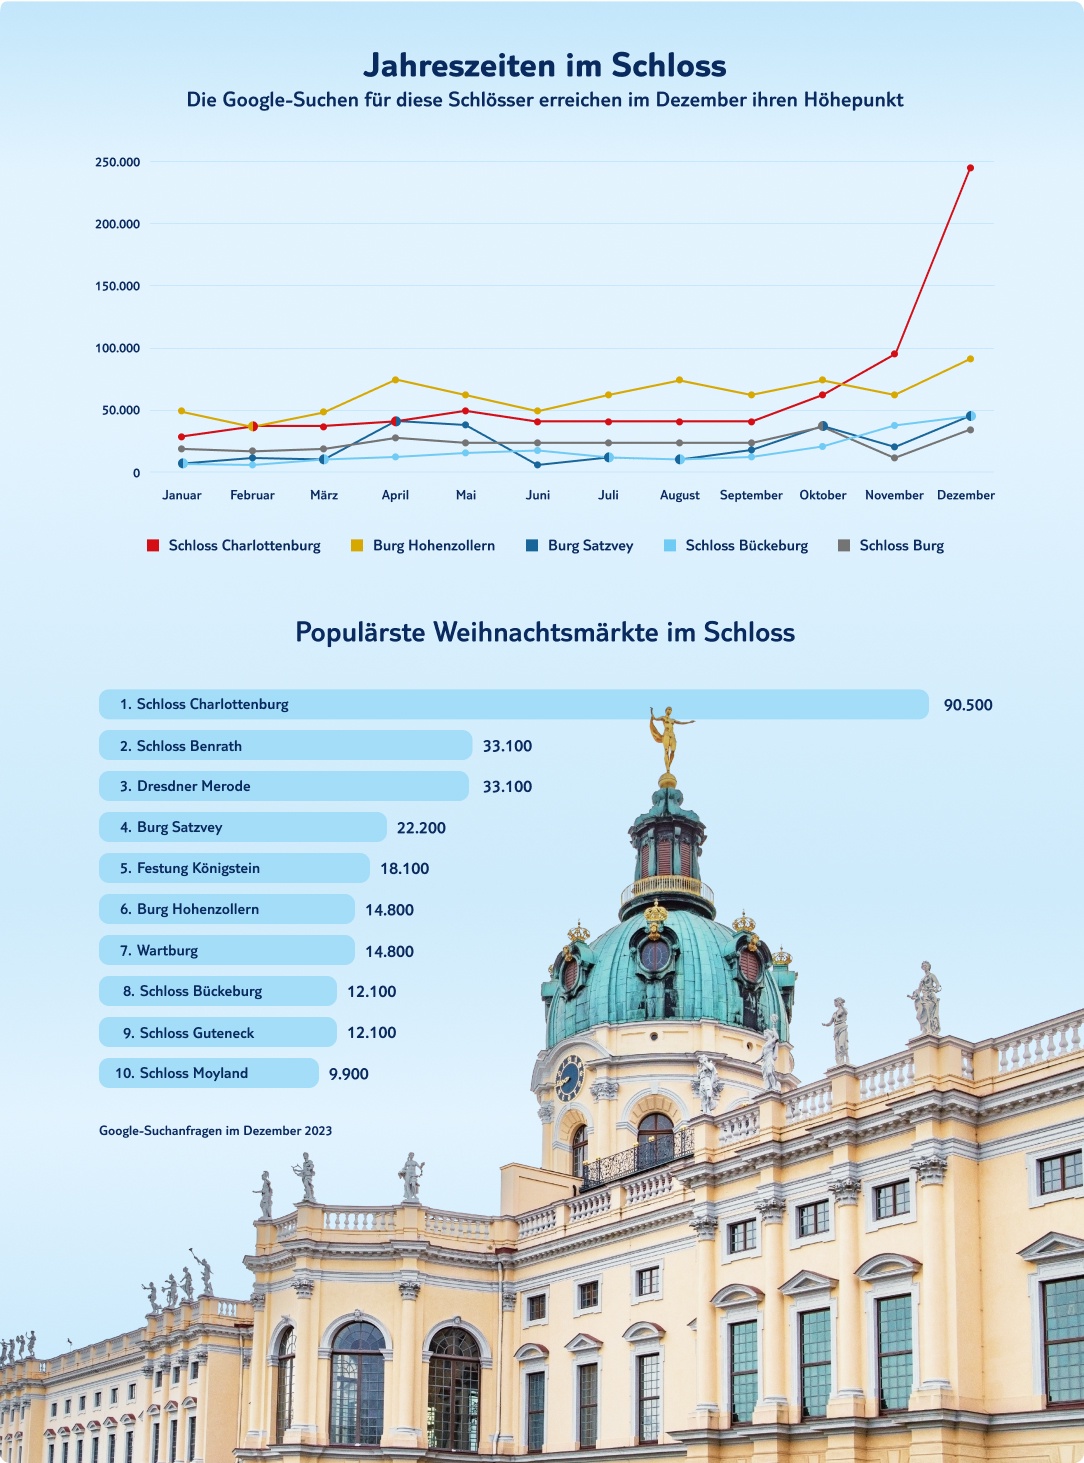 Jahreszeiten im Schloss
Die Google-Suchen für diese Schlösser erreichen im Dezember ihren Höhepunkt
250.000
200.000
150.000
100.000
50.000
0
Januar Februar März April Mai Juni Juli August September Oktober November Dezember
Schloss Charlottenburg Burg Hohenzollern Burg Satzvey Schloss Bückeburg Schloss Burg
Populärste Weihnachtsmärkte im Schloss
1. Schloss Charlottenburg 90.500
2. Schloss Benrath 33.100
3. Dresdner Merode 33.100
4. Burg Satzvey 22.200
5. Festung Königstein 18.100
6. Burg Hohenzollern 14.800
7. Wartburg 14.800
8. Schloss Bückeburg 12.100
9. Schloss Guteneck 12.100
10. Schloss Moyland 9.900
Google-Suchanfragen im Dezember 2023